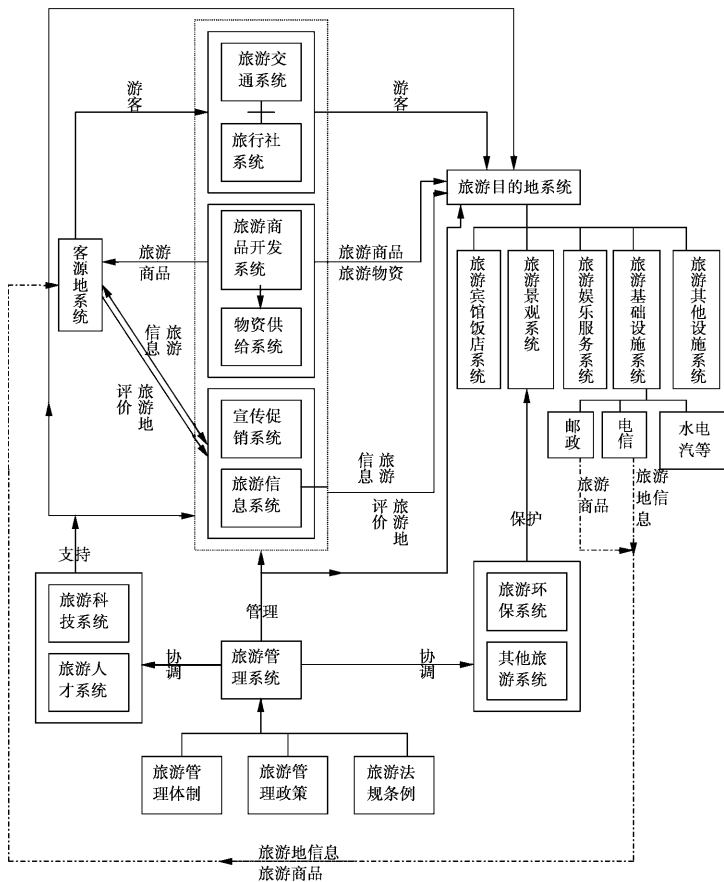 旅游交
通系统
旅行社
系统
游客
游客
旅游目的地系统
旅游商
品开发
系统
物资供
给系统
旅游
商品
旅游商品
旅游物资
客源地系统
旅游宾馆饭店系统
旅游景观系统
旅游娱乐服务系统
旅游基础设施系统
旅游其他设施系统
旅游
信息
旅游地
评价
宣传促
销系统
旅游信
息系统
旅游
信息
旅游地
评价
邮政
电信
水电
汽等
旅游
商品
旅游
地信
息
保护
支持
旅游科
技系统
旅游人
才系统
管理
旅游管
理系统
协调
协调
旅游环
保系统
其他旅
游系统
旅游管
理体制
旅游管
理政策
旅游法
规条例
旅游地信息
旅游商品